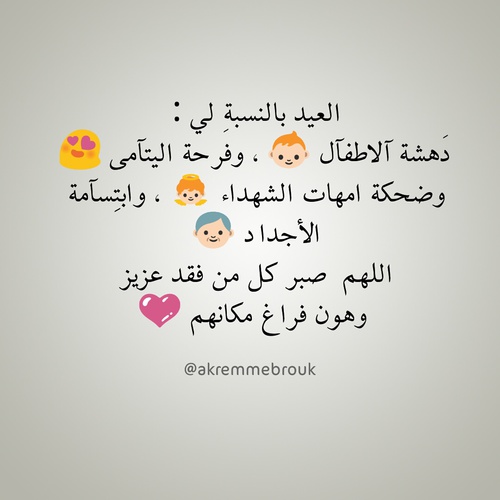 العيد بالنسبةِ لي :
دَهشة آلاطفآل 👶 ، وفرحة اليتآمى 😍
وضحكة امهات الشهداء 👼 ، وابتِسآمة
الأجداد 👵
اللهم صبر كل من فقد عزيز
وهون فراغ مكانهم 💖
@akremmebrouk